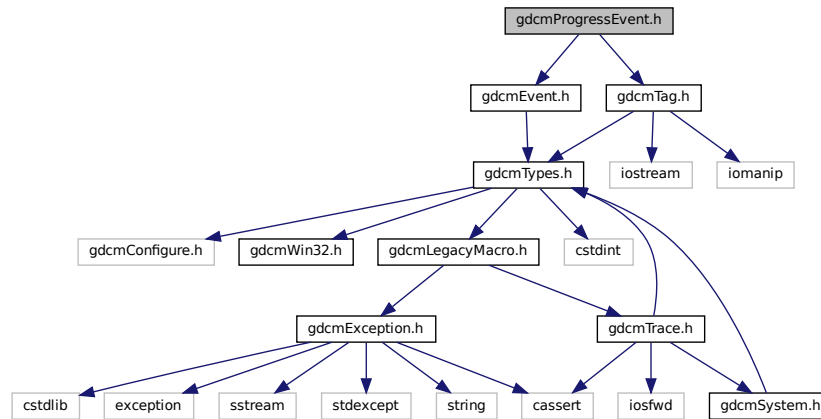 gdcmProgressEvent.h
gdcmEvent.h
gdcmTag.h
gdcmTypes.h
iostream
iomanip
gdcmConfigure.h
gdcmWin32.h
gdcmLegacyMacro.h
cstdint
gdcmException.h
gdcmTrace.h
cstdlib
exception
sstream
stdexcept
string
cassert
iosfwd
gdcmSystem.h